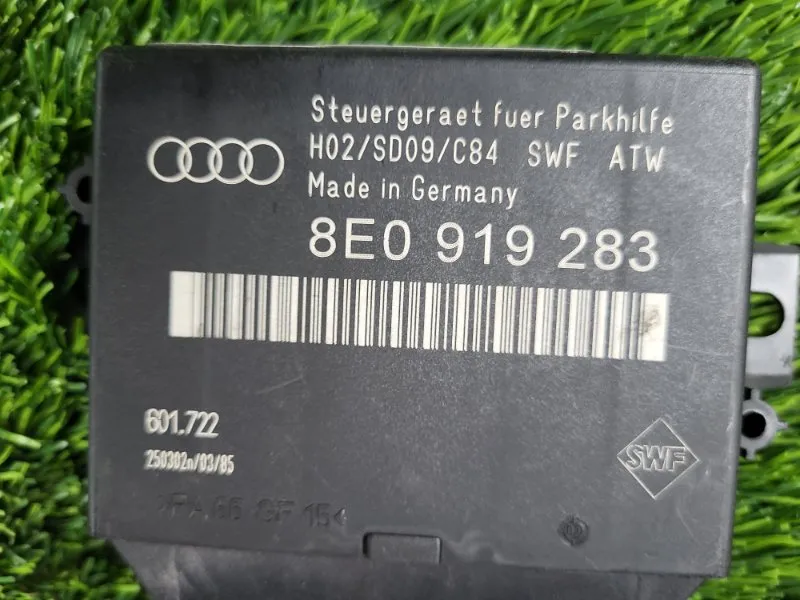 Steuergeraet fuer Parkhilfe
H02/SD09/C84 SWF ATW
Made in Germany
8E0 919 283
601.722
250302n/03/85
SWF